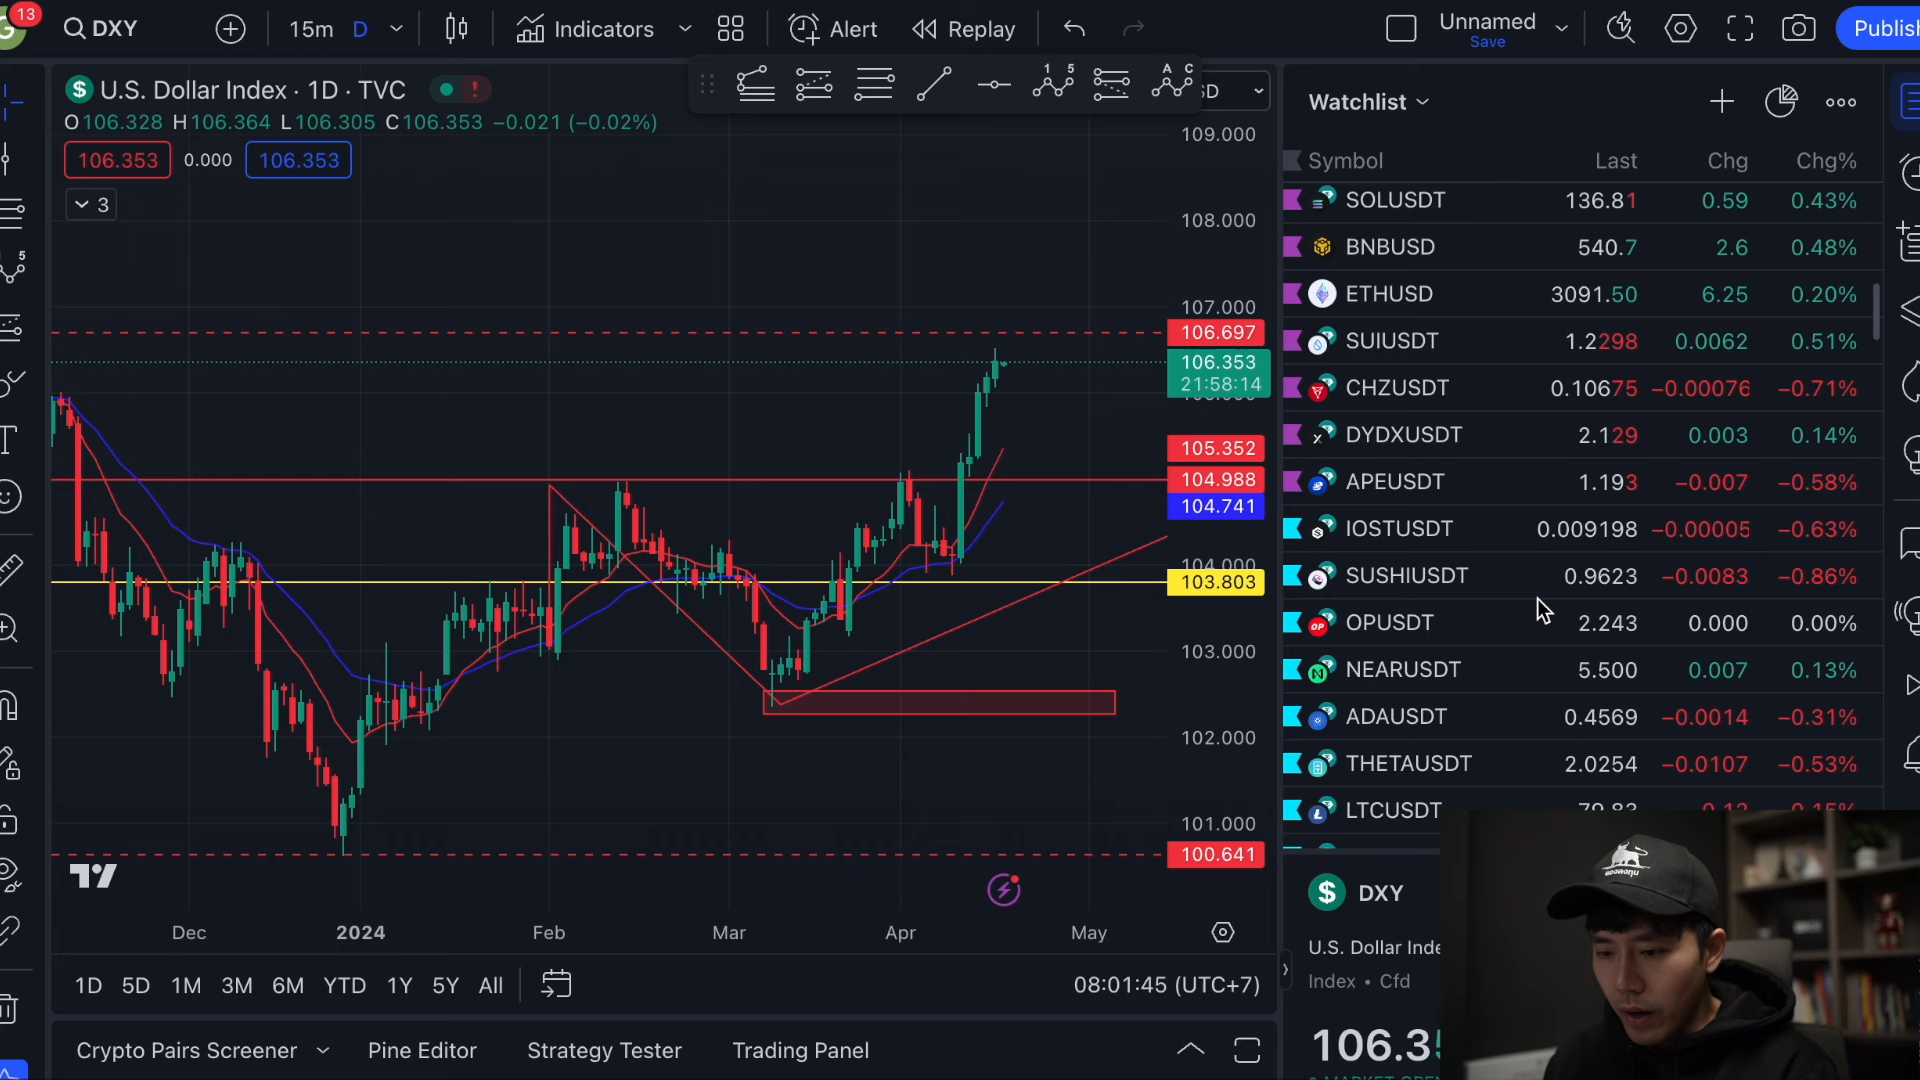 13
DXY
15m D
Indicators
Alert
Replay
Unnamed
Save
Publish
U.S. Dollar Index · 1D · TVC
!
O106.328 H106.364 L106.305 C106.353 −0.021 (−0.02%)
106.353 0.000 106.353
3
1 5
A C
109.000
108.000
107.000
106.697
106.353
21:58:14
105.352
104.988
104.741
104.000
103.803
103.000
102.000
101.000
100.641
Dec 2024 Feb Mar Apr May
1D 5D 1M 3M 6M YTD 1Y 5Y All
08:01:45 (UTC+7)
Crypto Pairs Screener Pine Editor Strategy Tester Trading Panel
Watchlist
Symbol Last Chg Chg%
SOLUSDT 136.81 0.59 0.43%
BNBUSD 540.7 2.6 0.48%
ETHUSD 3091.50 6.25 0.20%
SUIUSDT 1.2298 0.0062 0.51%
CHZUSDT 0.10675 −0.00076 −0.71%
DYDXUSDT 2.129 0.003 0.14%
APEUSDT 1.193 −0.007 −0.58%
IOSTUSDT 0.009198 −0.00005 −0.63%
SUSHIUSDT 0.9623 −0.0083 −0.86%
OPUSDT 2.243 0.000 0.00%
NEARUSDT 5.500 0.007 0.13%
ADAUSDT 0.4569 −0.0014 −0.31%
THETAUSDT 2.0254 −0.0107 −0.53%
LTCUSDT
DXY
U.S. Dollar Inde
Index • Cfd
106.35